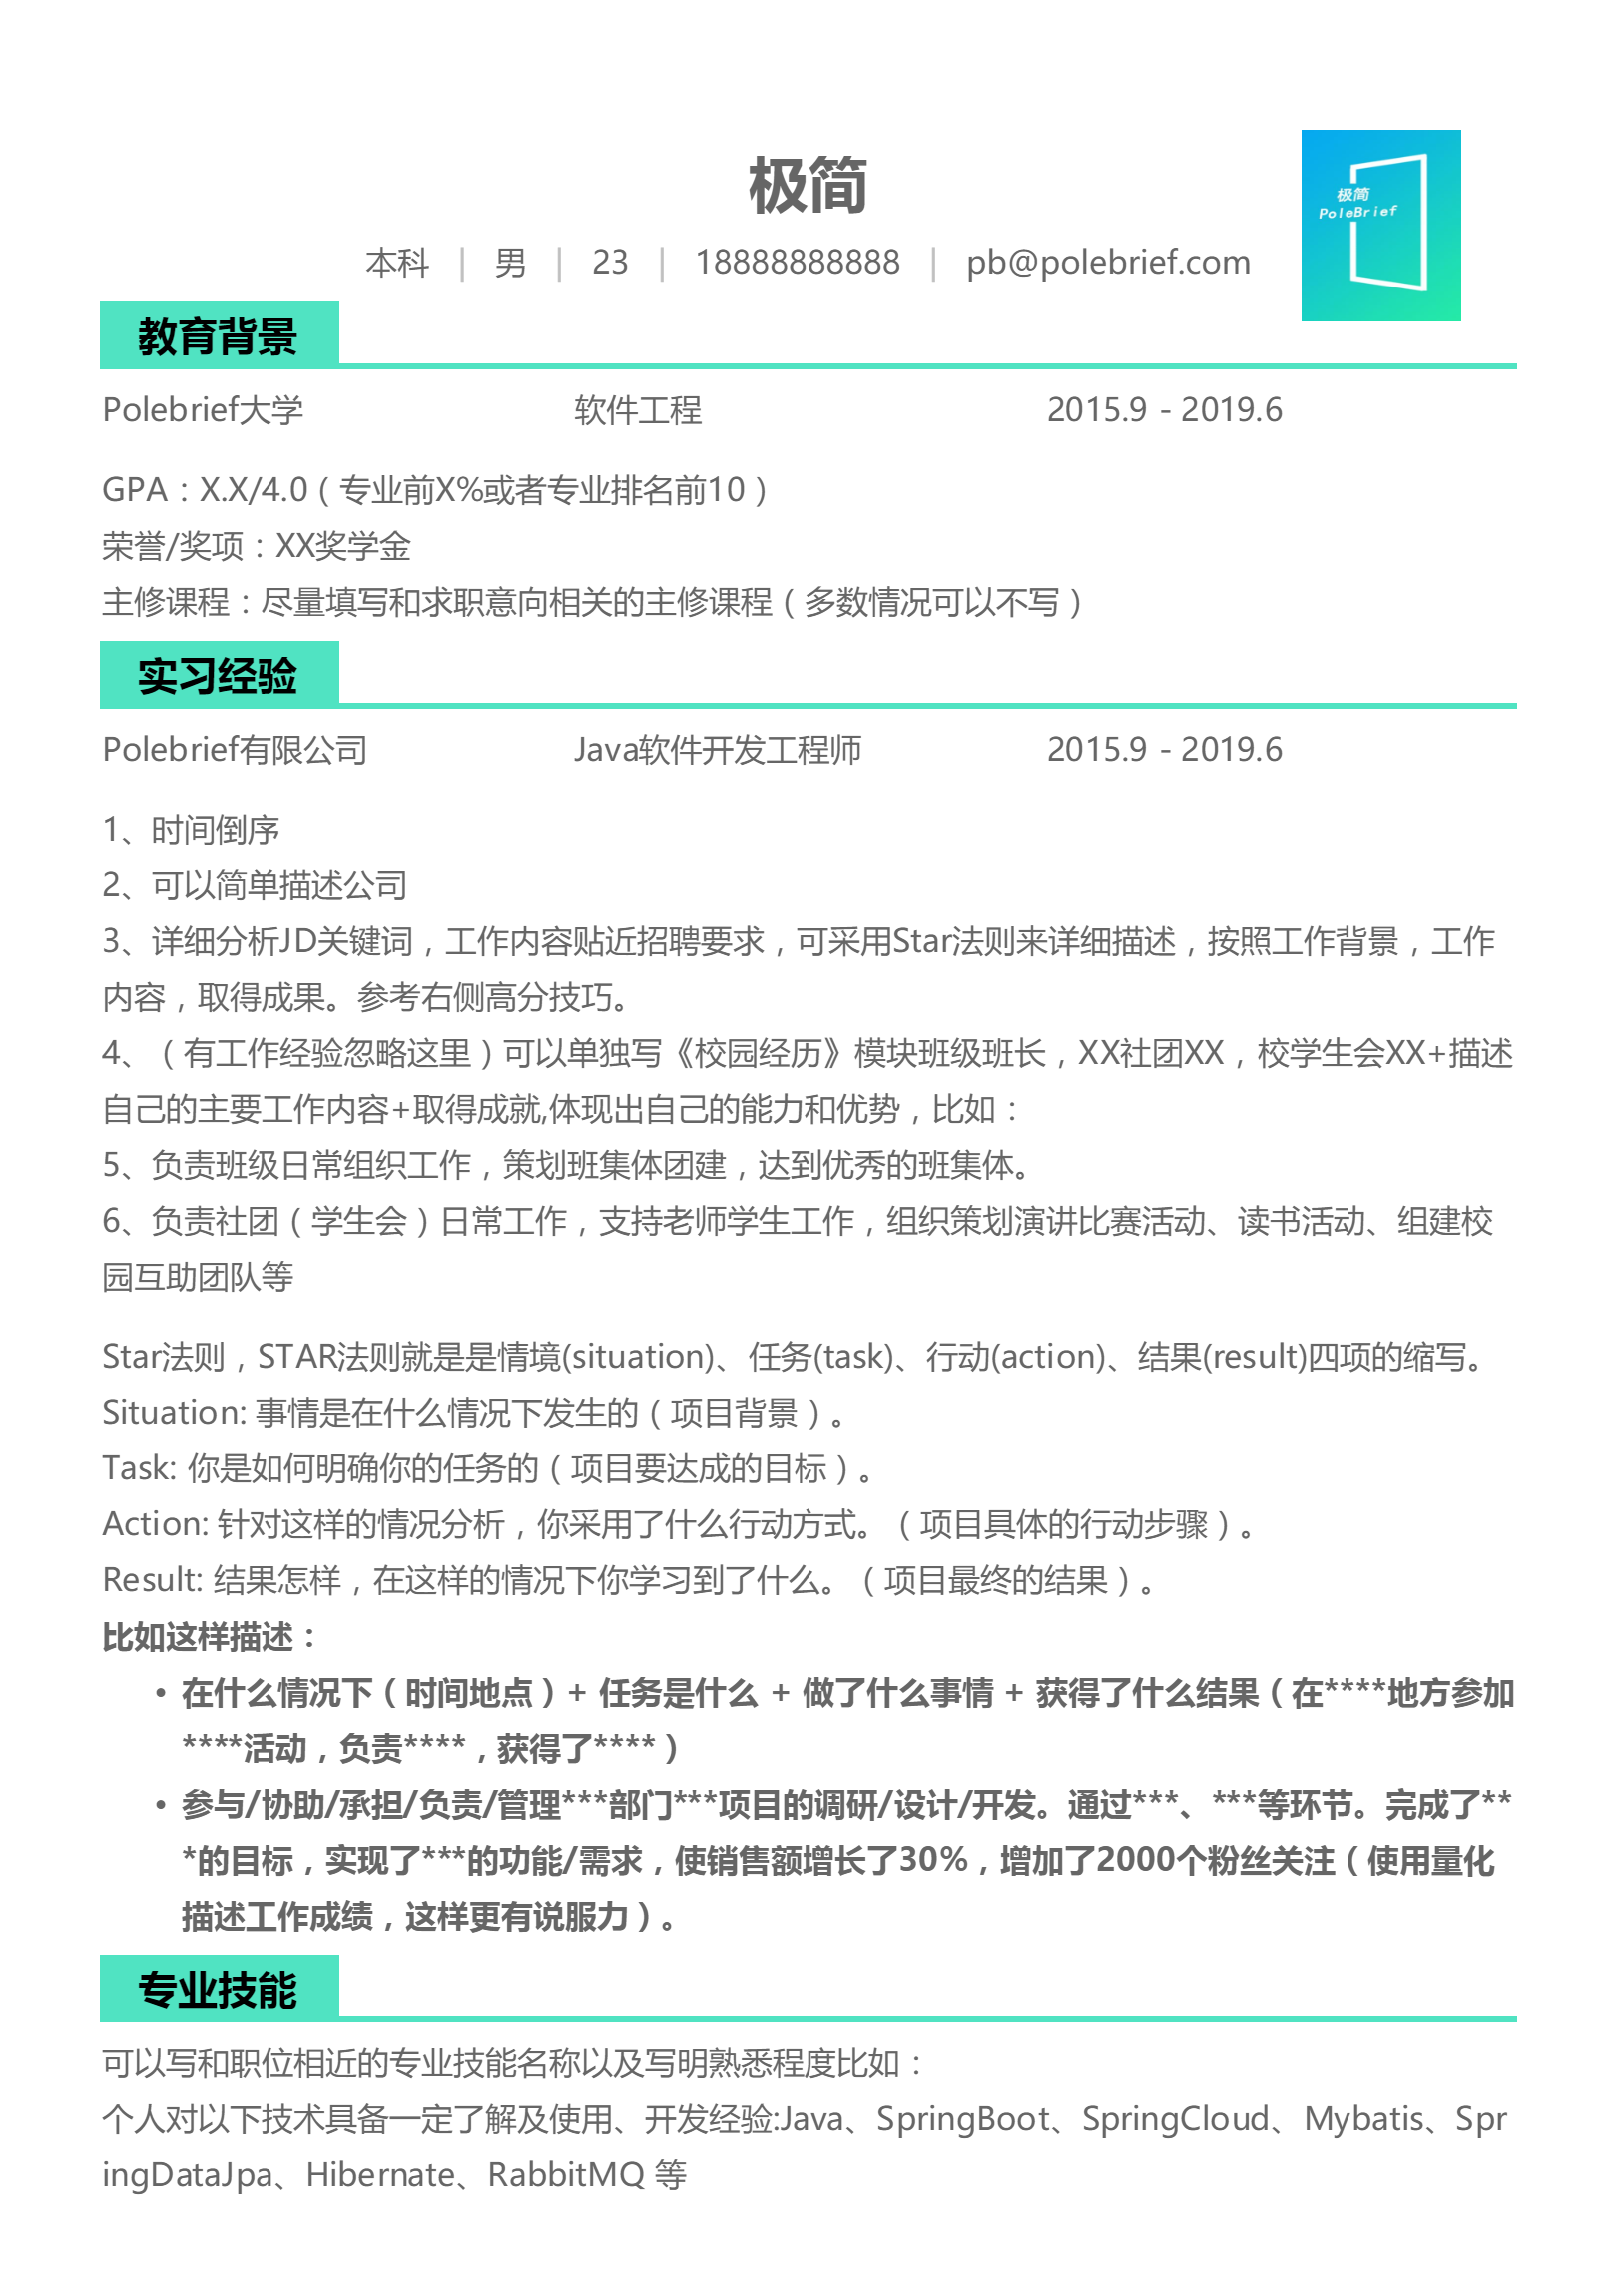 极简
极简
PoleBrief
本科 | 男 | 23 | 18888888888 | pb@polebrief.com
教育背景
Polebrief大学 软件工程 2015.9 - 2019.6
GPA：X.X/4.0（专业前X%或者专业排名前10）
荣誉/奖项：XX奖学金
主修课程：尽量填写和求职意向相关的主修课程（多数情况可以不写）
实习经验
Polebrief有限公司 Java软件开发工程师 2015.9 - 2019.6
1、时间倒序
2、可以简单描述公司
3、详细分析JD关键词，工作内容贴近招聘要求，可采用Star法则来详细描述，按照工作背景，工作
内容，取得成果。参考右侧高分技巧。
4、（有工作经验忽略这里）可以单独写《校园经历》模块班级班长，XX社团XX，校学生会XX+描述
自己的主要工作内容+取得成就,体现出自己的能力和优势，比如：
5、负责班级日常组织工作，策划班集体团建，达到优秀的班集体。
6、负责社团（学生会）日常工作，支持老师学生工作，组织策划演讲比赛活动、读书活动、组建校
园互助团队等
Star法则，STAR法则就是是情境(situation)、任务(task)、行动(action)、结果(result)四项的缩写。
Situation: 事情是在什么情况下发生的（项目背景）。
Task: 你是如何明确你的任务的（项目要达成的目标）。
Action: 针对这样的情况分析，你采用了什么行动方式。（项目具体的行动步骤）。
Result: 结果怎样，在这样的情况下你学习到了什么。（项目最终的结果）。
比如这样描述：
• 在什么情况下（时间地点）+ 任务是什么 + 做了什么事情 + 获得了什么结果（在****地方参加
****活动，负责****，获得了****）
• 参与/协助/承担/负责/管理***部门***项目的调研/设计/开发。通过***、***等环节。完成了**
*的目标，实现了***的功能/需求，使销售额增长了30%，增加了2000个粉丝关注（使用量化
描述工作成绩，这样更有说服力）。
专业技能
可以写和职位相近的专业技能名称以及写明熟悉程度比如：
个人对以下技术具备一定了解及使用、开发经验:Java、SpringBoot、SpringCloud、Mybatis、Spr
ingDataJpa、Hibernate、RabbitMQ 等